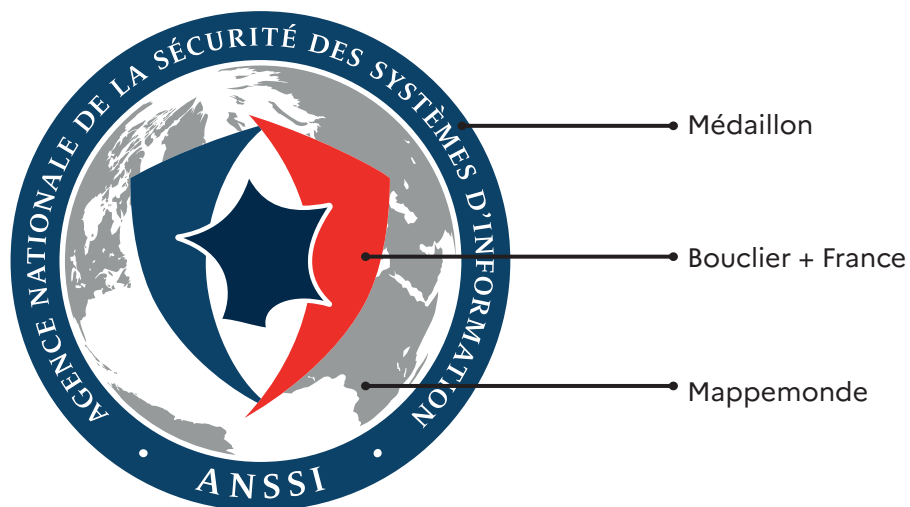 AGENCE NATIONALE DE LA SÉCURITÉ DES SYSTÈMES D'INFORMATION
• ANSSI •
Médaillon
Bouclier + France
Mappemonde